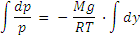 ∫ dp/p = − Mg/RT · ∫ dy